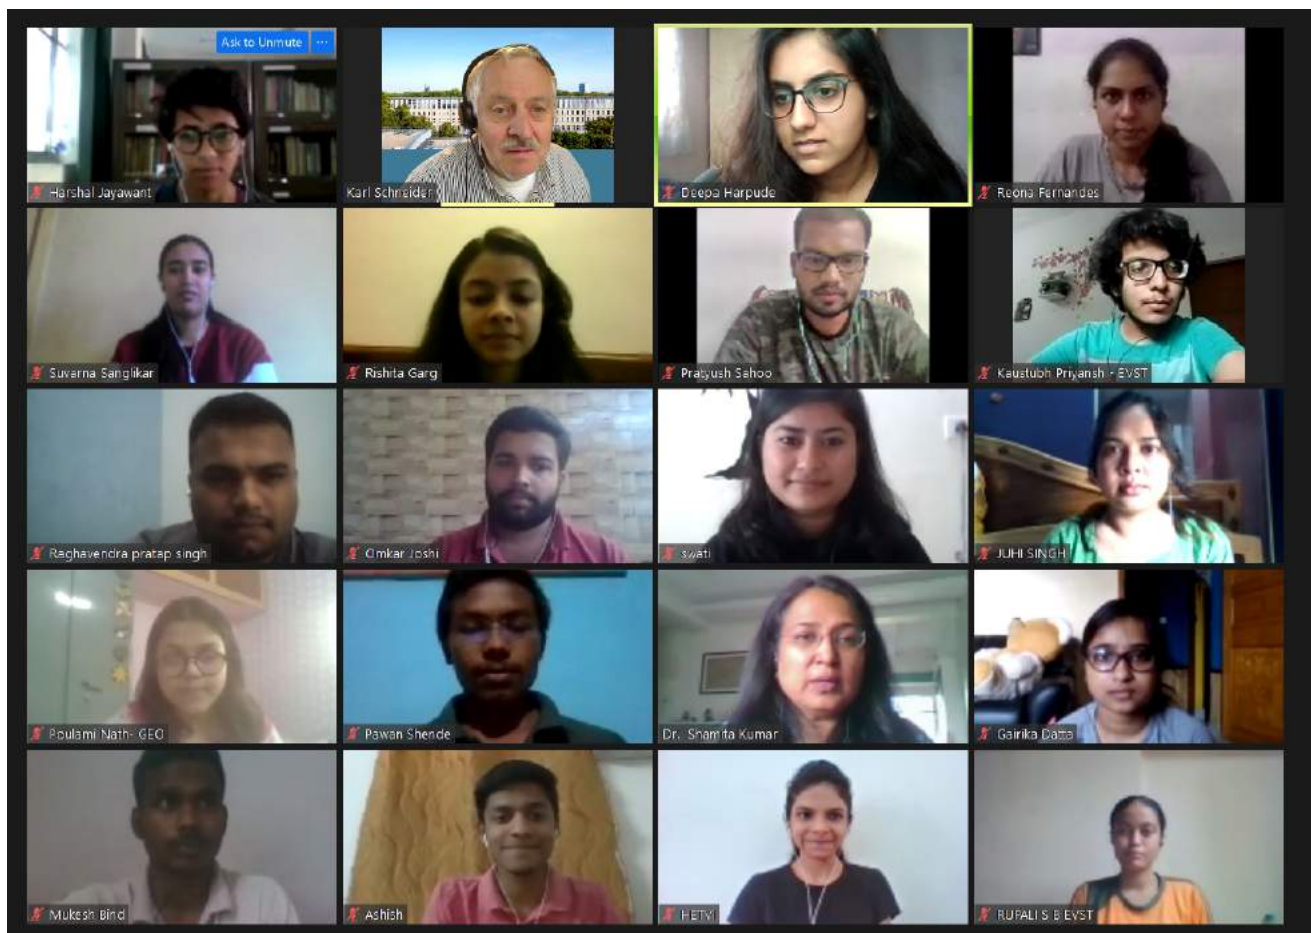 Ask to Unmute ...
Harshal Jayawant
Karl Schneider
Deepa Harpude
Reona Fernandes
Suvarna Sanglikar
Rishita Garg
Pratyush Sahoo
Kaustubh Priyansh - EVST
Raghavendra pratap singh
Omkar Joshi
swati
JUHI SINGH
Poulami Nath- GEO
Pawan Shende
Dr. Shamita Kumar
Gairika Datta
Mukesh Bind
Ashish
HETVI
RUPALI S B EVST